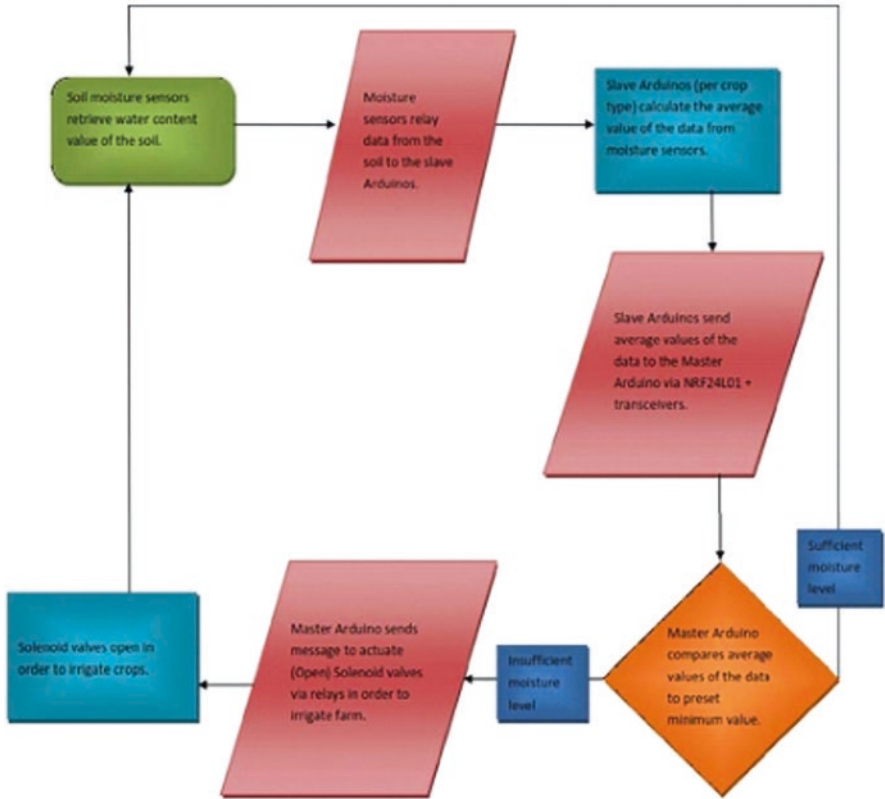 Soil moisture sensors
retrieve water content
value of the soil.
Moisture
sensors relay
data from the
soil to the slave
Arduinos.
Slave Arduinos (per crop
type) calculate the average
value of the data from
moisture sensors.
Slave Arduinos send
average values of the
data to the Master
Arduino via NRF24L01 +
transceivers.
Sufficient
moisture
level
Master Arduino
compares average
values of the data
to preset
minimum value.
Insufficient
moisture
level
Master Arduino sends
message to actuate
(Open) Solenoid valves
via relays in order to
irrigate farm.
Solenoid valves open in
order to irrigate crops.